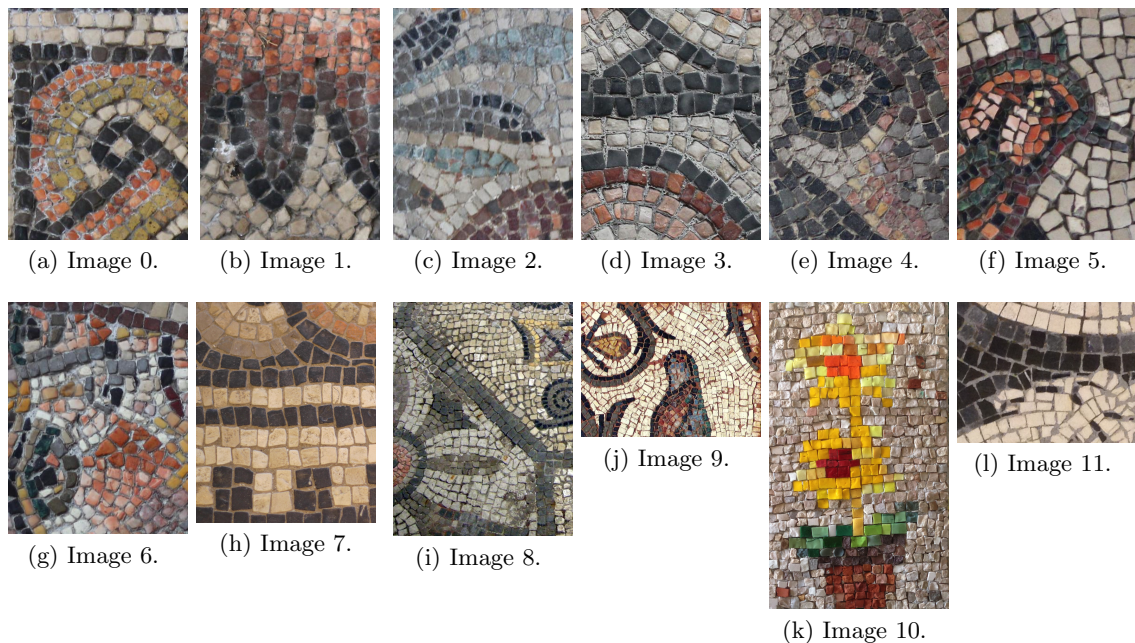 (a) Image 0.
(b) Image 1.
(c) Image 2.
(d) Image 3.
(e) Image 4.
(f) Image 5.
(g) Image 6.
(h) Image 7.
(i) Image 8.
(j) Image 9.
(k) Image 10.
(l) Image 11.